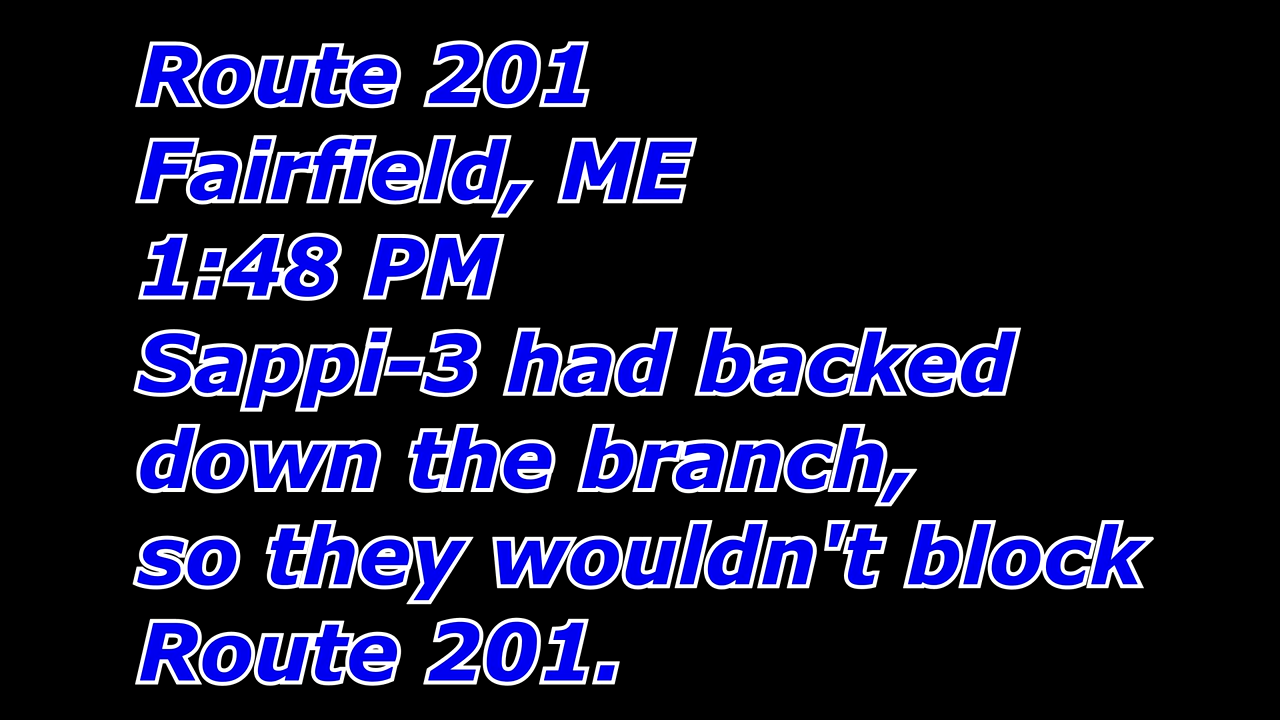 Route 201
Fairfield, ME
1:48 PM
Sappi-3 had backed
down the branch,
so they wouldn't block
Route 201.